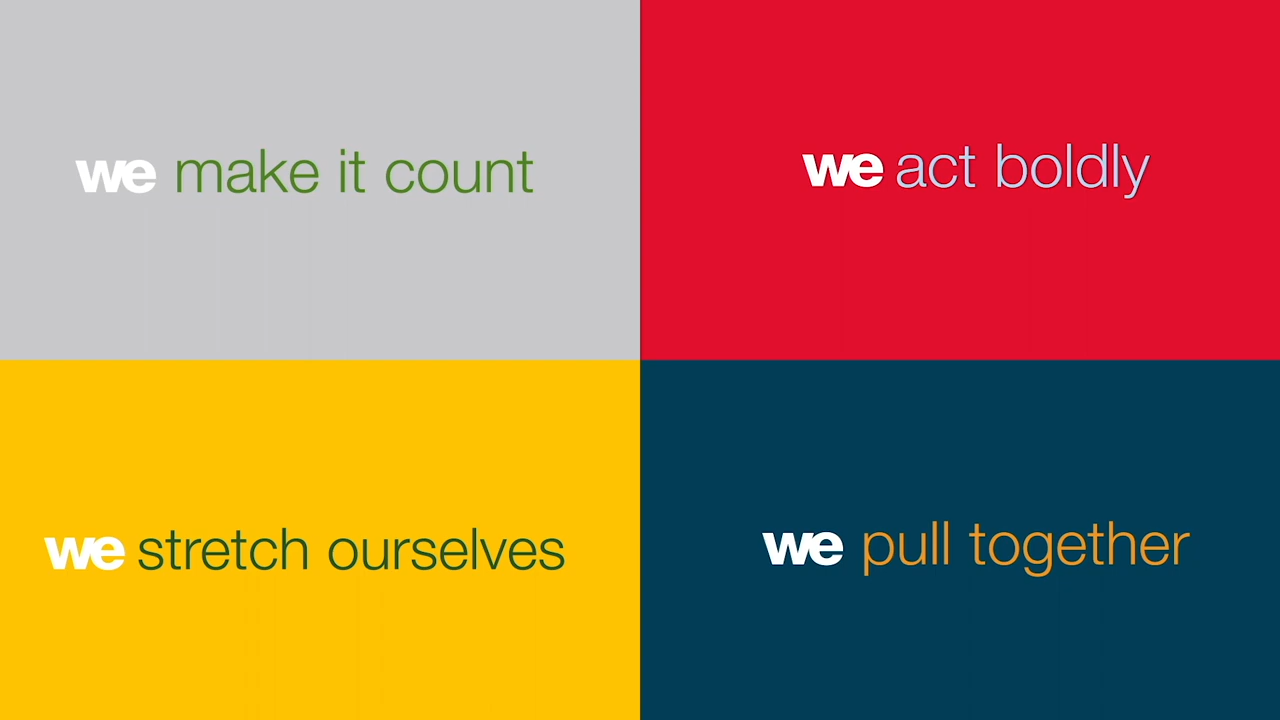 we make it count
we act boldly
we stretch ourselves
we pull together